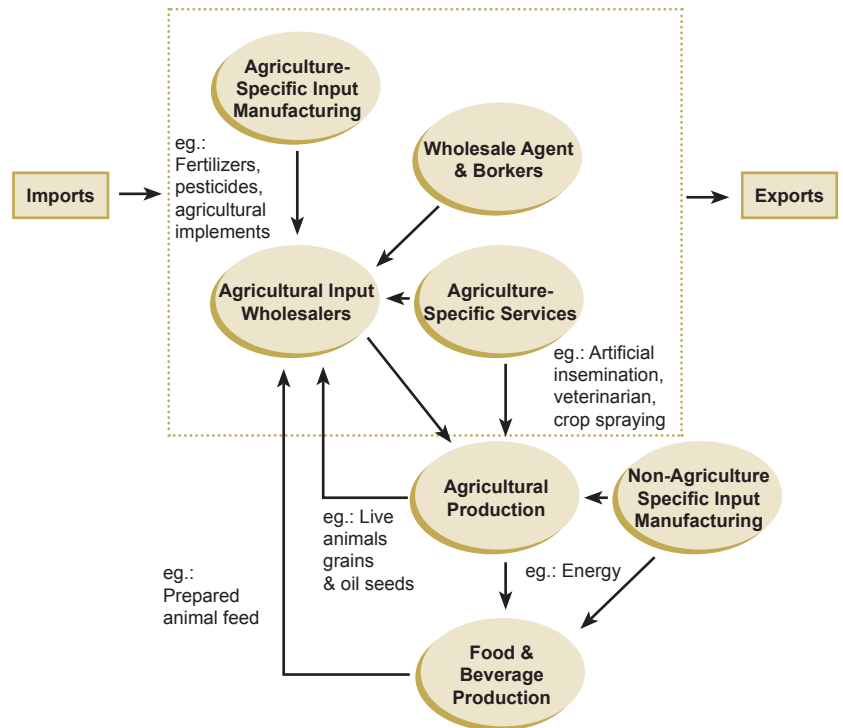 Agriculture-
Specific Input
Manufacturing
eg.:
Fertilizers,
pesticides,
agricultural
implements
Wholesale Agent
& Borkers
Imports
Exports
Agricultural Input
Wholesalers
Agriculture-
Specific Services
eg.: Artificial
insemination,
veterinarian,
crop spraying
Agricultural
Production
Non-Agriculture
Specific Input
Manufacturing
eg.: Live
animals
grains
& oil seeds
eg.: Energy
eg.:
Prepared
animal feed
Food &
Beverage
Production